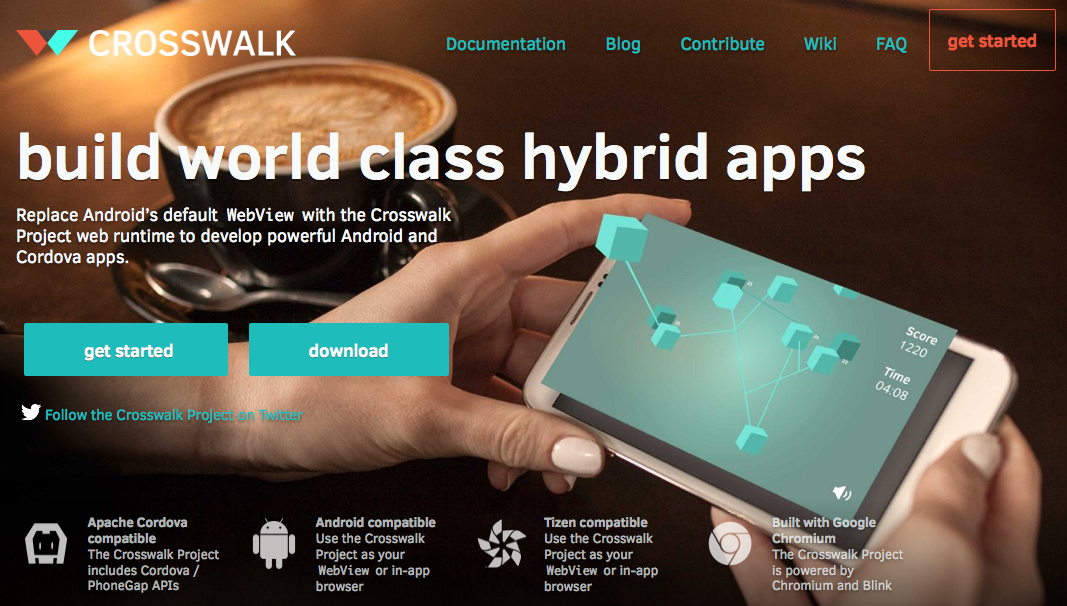 CROSSWALK
Documentation Blog Contribute Wiki FAQ get started
build world class hybrid apps
Replace Android's default WebView with the Crosswalk
Project web runtime to develop powerful Android and
Cordova apps.
get started
download
Follow the Crosswalk Project on Twitter
Score
1220
Time
04:08
Apache Cordova
compatible
The Crosswalk Project
includes Cordova /
PhoneGap APIs
Android compatible
Use the Crosswalk
Project as your
WebView or in-app
browser
Tizen compatible
Use the Crosswalk
Project as your
WebView or in-app
browser
Built with Google
Chromium
The Crosswalk Project
is powered by
Chromium and Blink